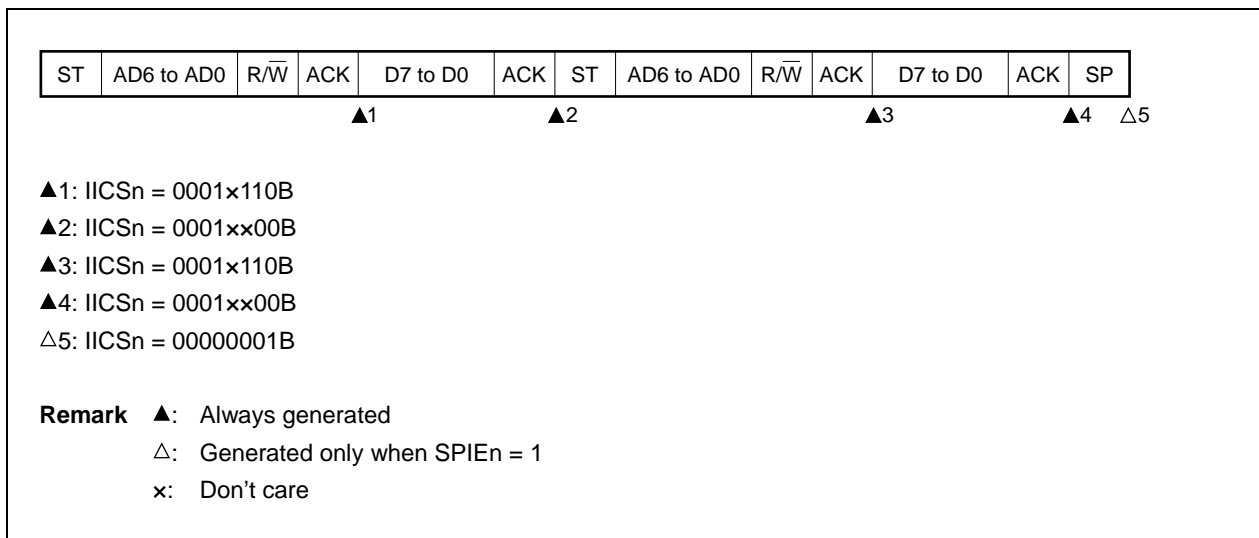 ST AD6 to AD0 R/W̅ ACK D7 to D0 ACK ST AD6 to AD0 R/W̅ ACK D7 to D0 ACK SP
▲1 ▲2 ▲3 ▲4 △5
▲1: IICSn = 0001×110B
▲2: IICSn = 0001××00B
▲3: IICSn = 0001×110B
▲4: IICSn = 0001××00B
△5: IICSn = 00000001B
Remark ▲: Always generated
△: Generated only when SPIEn = 1
×: Don't care